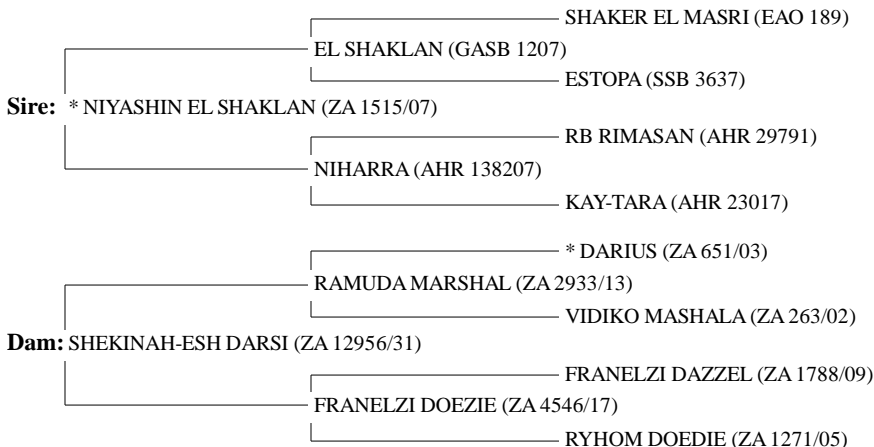 SHAKER EL MASRI (EAO 189)
EL SHAKLAN (GASB 1207)
ESTOPA (SSB 3637)
Sire: * NIYASHIN EL SHAKLAN (ZA 1515/07)
RB RIMASAN (AHR 29791)
NIHARRA (AHR 138207)
KAY-TARA (AHR 23017)
* DARIUS (ZA 651/03)
RAMUDA MARSHAL (ZA 2933/13)
VIDIKO MASHALA (ZA 263/02)
Dam: SHEKINAH-ESH DARSI (ZA 12956/31)
FRANELZI DAZZEL (ZA 1788/09)
FRANELZI DOEZIE (ZA 4546/17)
RYHOM DOEDIE (ZA 1271/05)